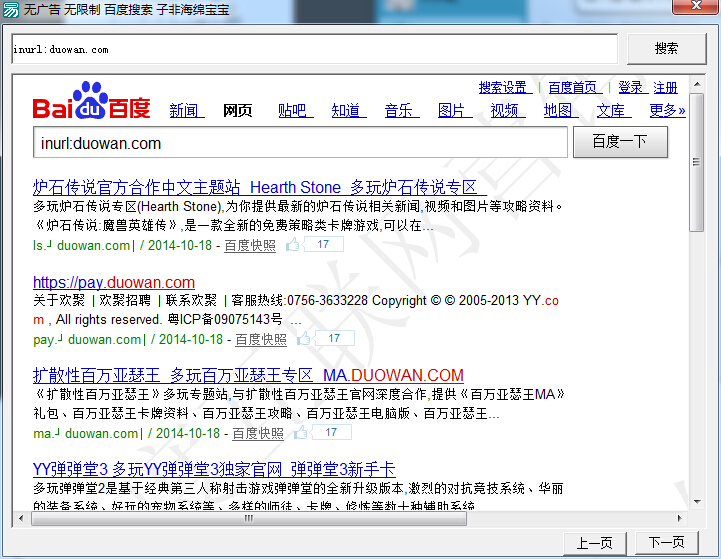 无广告 无限制 百度搜索 子非海绵宝宝
inurl:duowan.com
搜索
搜索设置 | 百度首页 | 登录 注册
Bai du 百度 新闻 网页 贴吧 知道 音乐 图片 视频 地图 文库 更多»
inurl:duowan.com 百度一下
炉石传说官方合作中文主题站_Hearth Stone_多玩炉石传说专区_
多玩炉石传说专区(Hearth Stone),为你提供最新的炉石传说相关新闻,视频和图片等攻略资料。
《炉石传说:魔兽英雄传》,是一款全新的免费策略类卡牌游戏,可以在...
ls.┘duowan.com| / 2014-10-18 - 百度快照 17
https://pay.duowan.com
关于欢聚 | 欢聚招聘 | 联系欢聚 | 客服热线:0756-3633228 Copyright © © 2005-2013 YY.co
m , All rights reserved. 粤ICP备09075143号 ...
pay.┘duowan.com| / 2014-10-18 - 百度快照 17
扩散性百万亚瑟王_多玩百万亚瑟王专区_MA.DUOWAN.COM
《扩散性百万亚瑟王》多玩专题站,与扩散性百万亚瑟王官网深度合作,提供《百万亚瑟王MA》
礼包、百万亚瑟王卡牌资料、百万亚瑟王攻略、百万亚瑟王电脑版、百万亚瑟王...
ma.┘duowan.com| / 2014-10-18 - 百度快照 17
YY弹弹堂3 多玩YY弹弹堂3独家官网_弹弹堂3新手卡
多玩弹弹堂2是基于经典第三人称射击游戏弹弹堂的全新升级版本,激烈的对抗竞技系统、华丽
的装备系统、好玩的宠物系统等、多样的师徒、卡牌、修炼等数十种辅助系统
上一页 下一页